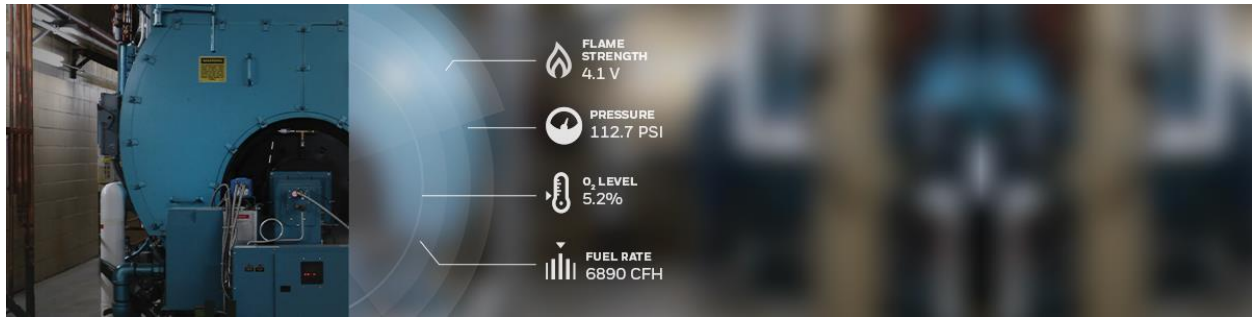 FLAME
STRENGTH
4.1 V
PRESSURE
112.7 PSI
O₂ LEVEL
5.2%
FUEL RATE
6890 CFH